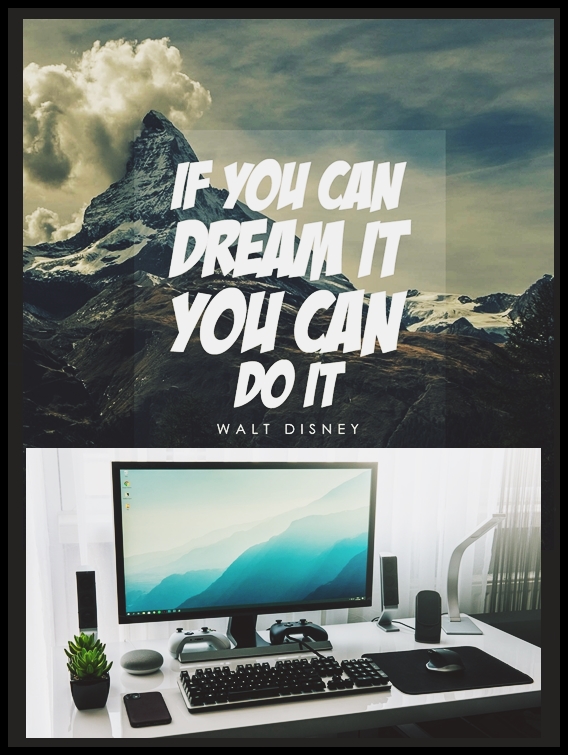 IF YOU CAN
DREAM IT
YOU CAN
DO IT
WALT DISNEY